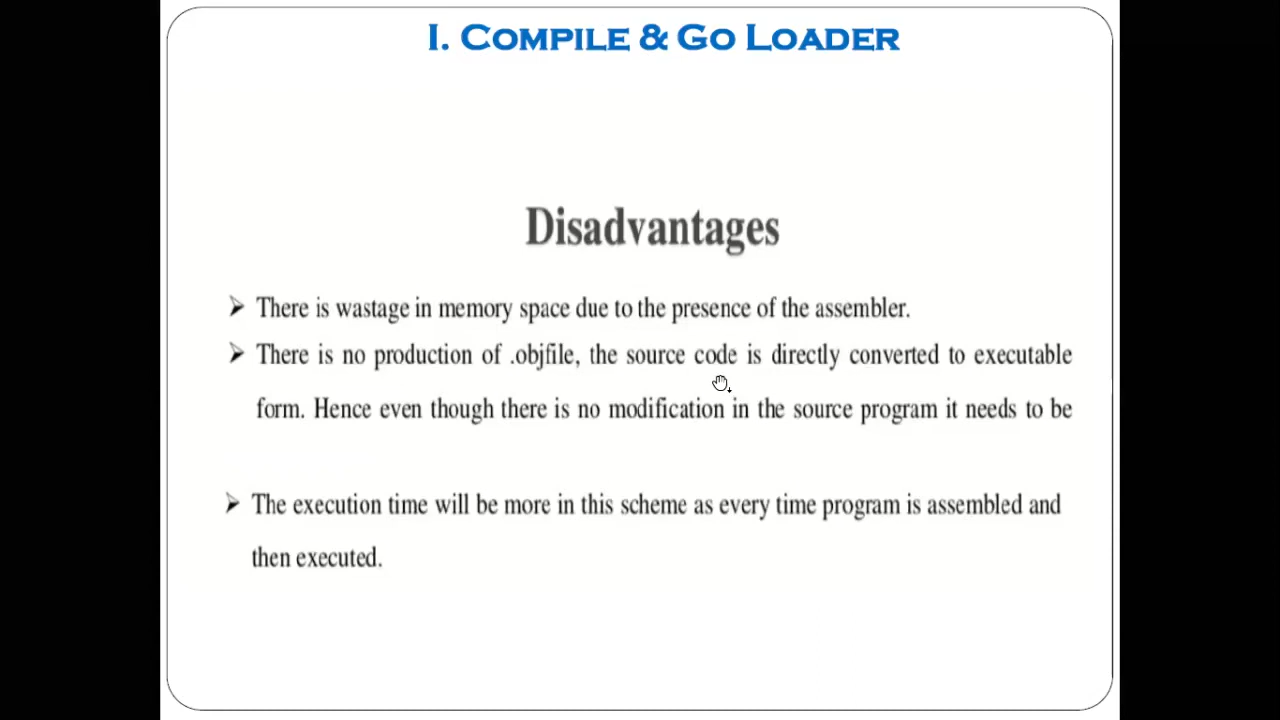 I. Compile & Go Loader
Disadvantages
➢ There is wastage in memory space due to the presence of the assembler.
➢ There is no production of .objfile, the source code is directly converted to executable
form. Hence even though there is no modification in the source program it needs to be
➢ The execution time will be more in this scheme as every time program is assembled and
then executed.